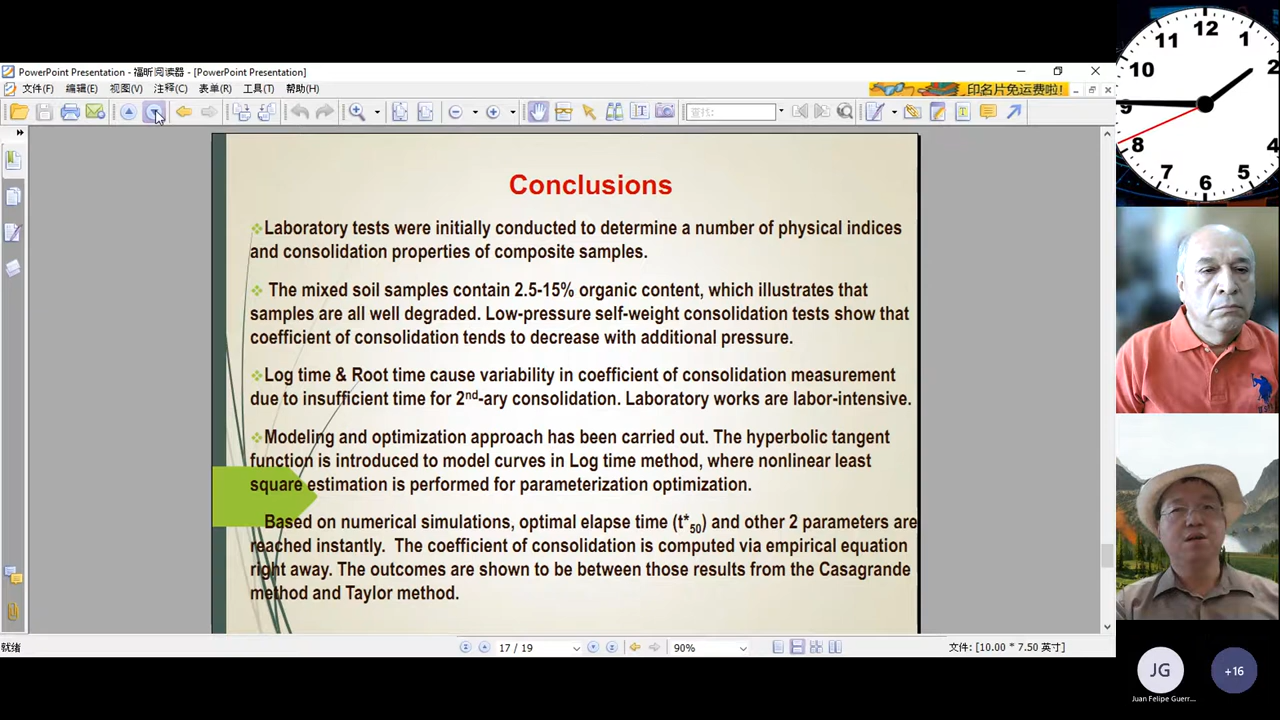 PowerPoint Presentation - 福昕阅读器 - [PowerPoint Presentation]
文件(F) 编辑(E) 视图(V) 注释(C) 表单(R) 工具(T) 帮助(H)
印名片免运费啦!
查找:
Conclusions
Laboratory tests were initially conducted to determine a number of physical indices
and consolidation properties of composite samples.
The mixed soil samples contain 2.5-15% organic content, which illustrates that
samples are all well degraded. Low-pressure self-weight consolidation tests show that
coefficient of consolidation tends to decrease with additional pressure.
Log time & Root time cause variability in coefficient of consolidation measurement
due to insufficient time for 2nd-ary consolidation. Laboratory works are labor-intensive.
Modeling and optimization approach has been carried out. The hyperbolic tangent
function is introduced to model curves in Log time method, where nonlinear least
square estimation is performed for parameterization optimization.
Based on numerical simulations, optimal elapse time (t*50) and other 2 parameters are
reached instantly. The coefficient of consolidation is computed via empirical equation
right away. The outcomes are shown to be between those results from the Casagrande
method and Taylor method.
就绪
17 / 19
90%
文件: [10.00 * 7.50 英寸]
12
1
2
3
4
5
6
7
8
9
10
11
JG
Juan Felipe Guerr...
+16